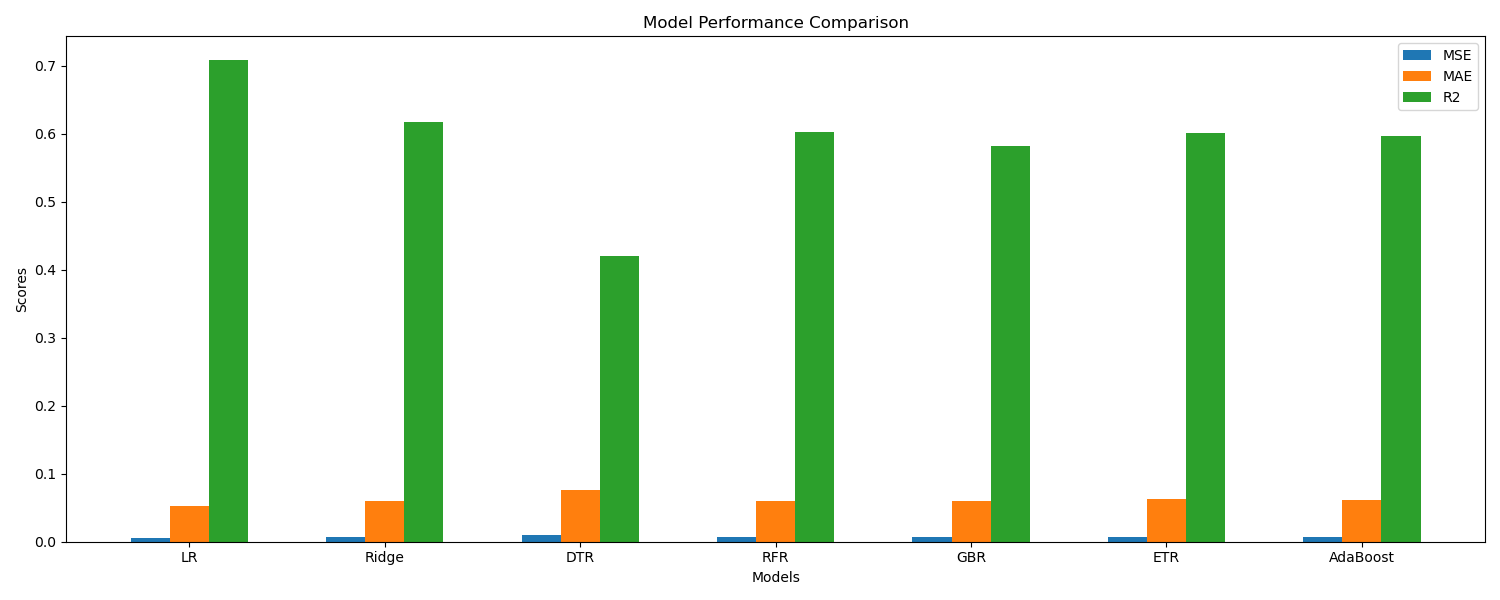 Model Performance Comparison
MSE
MAE
R2
0.7
0.6
0.5
0.4
0.3
0.2
0.1
0.0
Scores
LR Ridge DTR RFR GBR ETR AdaBoost
Models